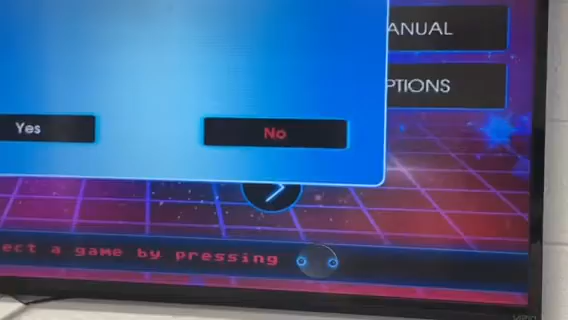 ANUAL
PTIONS
Yes
No
ect a game by pressing